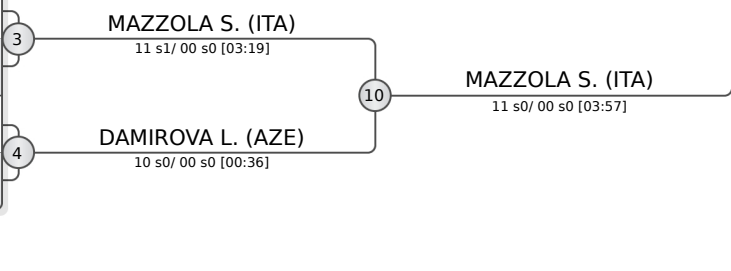 MAZZOLA S. (ITA)
3
11 s1/ 00 s0 [03:19]
MAZZOLA S. (ITA)
10
11 s0/ 00 s0 [03:57]
DAMIROVA L. (AZE)
4
10 s0/ 00 s0 [00:36]